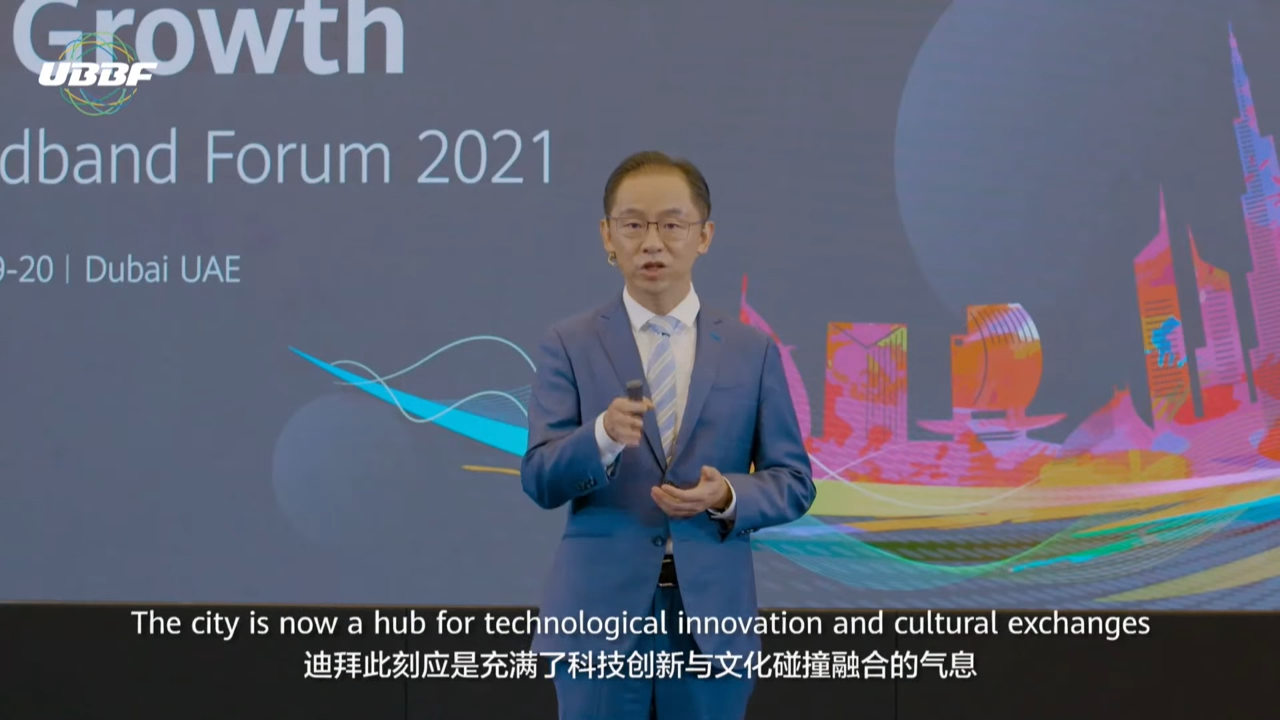 Growth
UBBF
dband Forum 2021
9-20 | Dubai UAE
The city is now a hub for technological innovation and cultural exchanges
迪拜此刻应是充满了科技创新与文化碰撞融合的气息